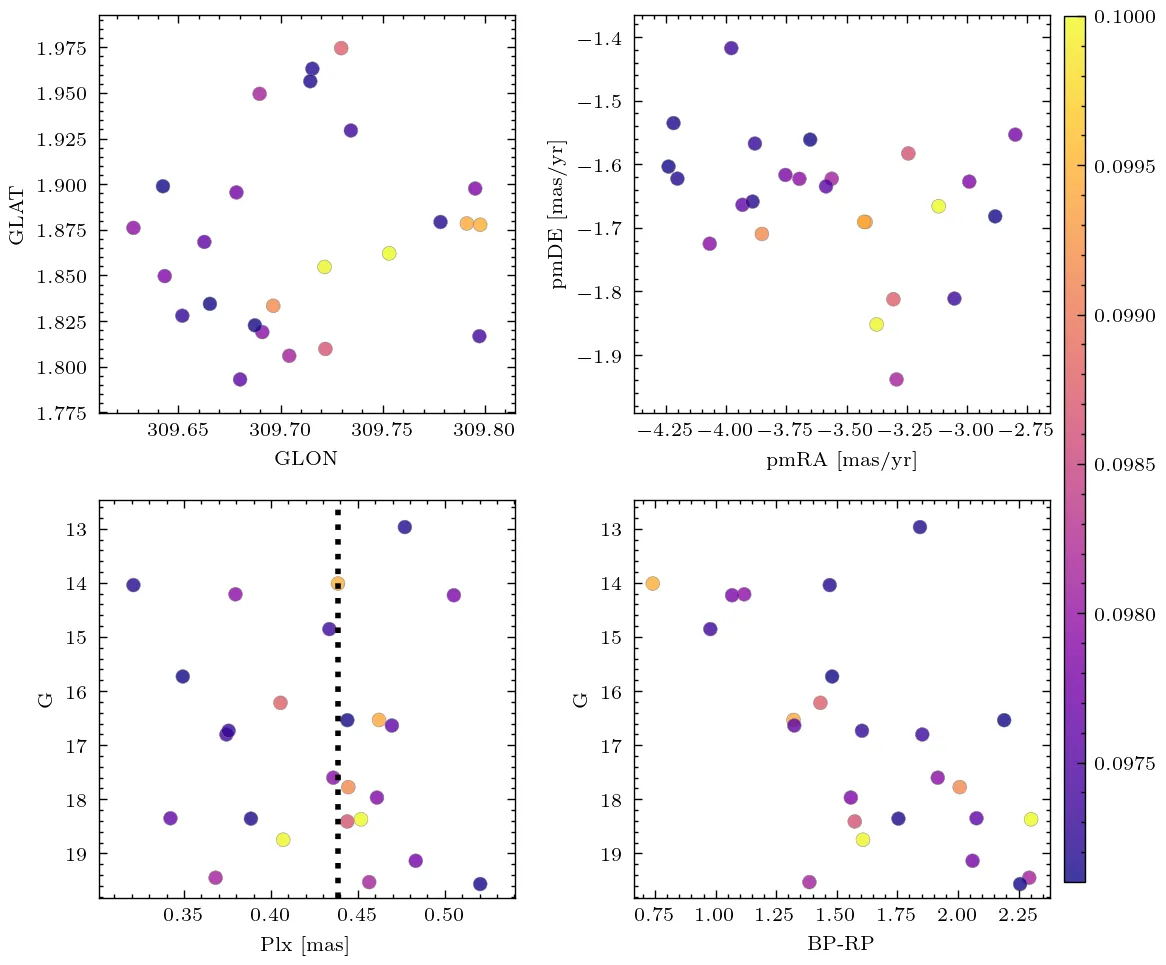 1.975
1.950
1.925
1.900
1.875
1.850
1.825
1.800
1.775
GLAT
309.65 309.70 309.75 309.80
GLON
−1.4
−1.5
−1.6
−1.7
−1.8
−1.9
pmDE [mas/yr]
−4.25 −4.00 −3.75 −3.50 −3.25 −3.00 −2.75
pmRA [mas/yr]
13
14
15
16
17
18
19
G
0.35 0.40 0.45 0.50
Plx [mas]
13
14
15
16
17
18
19
G
0.75 1.00 1.25 1.50 1.75 2.00 2.25
BP-RP
0.1000
0.0995
0.0990
0.0985
0.0980
0.0975